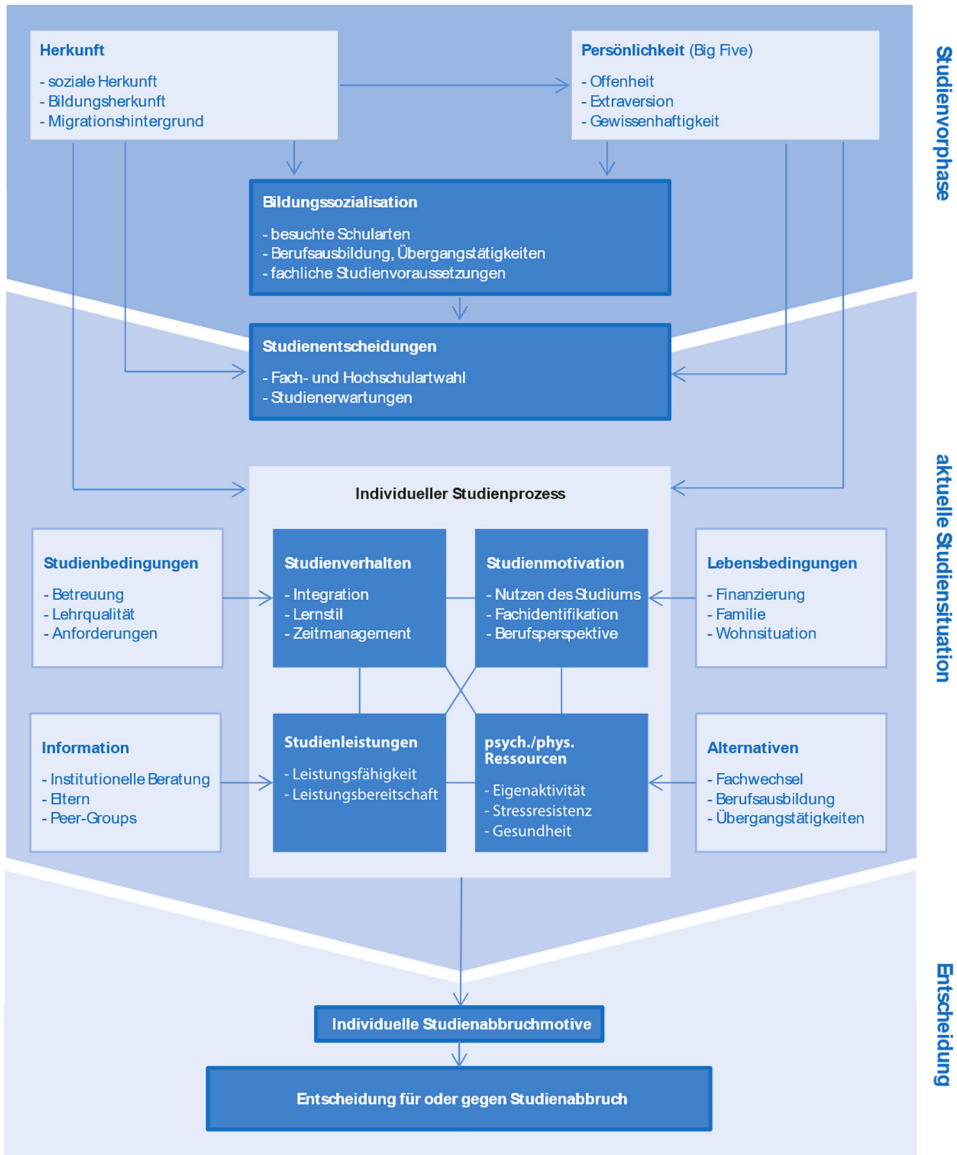 Herkunft
- soziale Herkunft
- Bildungsherkunft
- Migrationshintergrund
Persönlichkeit (Big Five)
- Offenheit
- Extraversion
- Gewissenhaftigkeit
Studienvorphase
Bildungssozialisation
- besuchte Schularten
- Berufsausbildung, Übergangstätigkeiten
- fachliche Studienvoraussetzungen
Studienentscheidungen
- Fach- und Hochschulartwahl
- Studienerwartungen
aktuelle Studiensituation
Individueller Studienprozess
Studienbedingungen
- Betreuung
- Lehrqualität
- Anforderungen
Studienverhalten
- Integration
- Lernstil
- Zeitmanagement
Studienmotivation
- Nutzen des Studiums
- Fachidentifikation
- Berufsperspektive
Lebensbedingungen
- Finanzierung
- Familie
- Wohnsituation
Information
- Institutionelle Beratung
- Eltern
- Peer-Groups
Studienleistungen
- Leistungsfähigkeit
- Leistungsbereitschaft
psych./phys.
Ressourcen
- Eigenaktivität
- Stressresistenz
- Gesundheit
Alternativen
- Fachwechsel
- Berufsausbildung
- Übergangstätigkeiten
Entscheidung
Individuelle Studienabbruchmotive
Entscheidung für oder gegen Studienabbruch